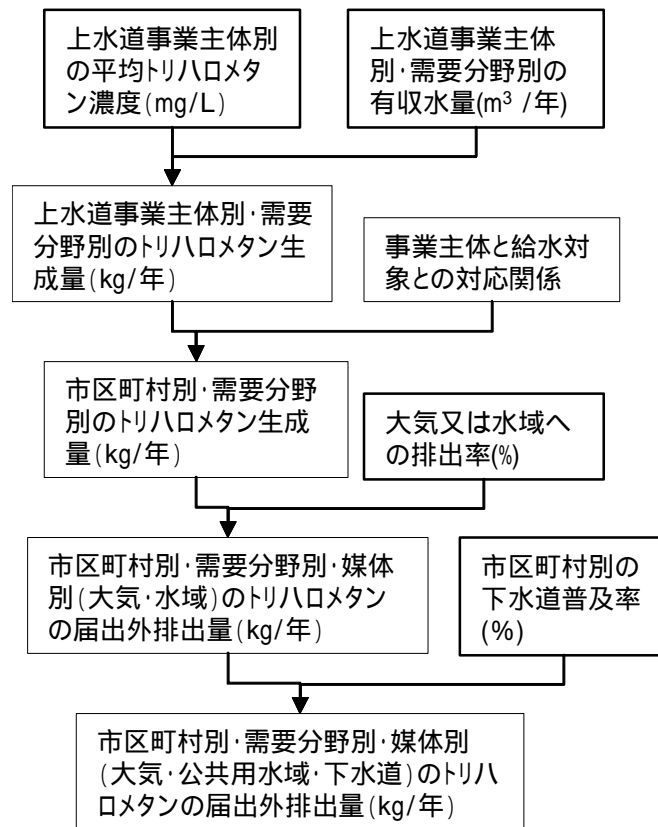 上水道事業主体別
の平均トリハロメタ
ン濃度(mg/L)
上水道事業主体
別・需要分野別の
有収水量(m³ /年)
上水道事業主体別・需要
分野別のトリハロメタン生
成量(kg/年)
事業主体と給水対
象との対応関係
市区町村別・需要分野
別のトリハロメタン生成
量(kg/年)
大気又は水域へ
の排出率(%)
市区町村別・需要分野別・媒体
別(大気・水域)のトリハロメタン
の届出外排出量(kg/年)
市区町村別の
下水道普及率
(%)
市区町村別・需要分野別・媒体別
(大気・公共用水域・下水道)のトリハ
ロメタンの届出外排出量(kg/年)